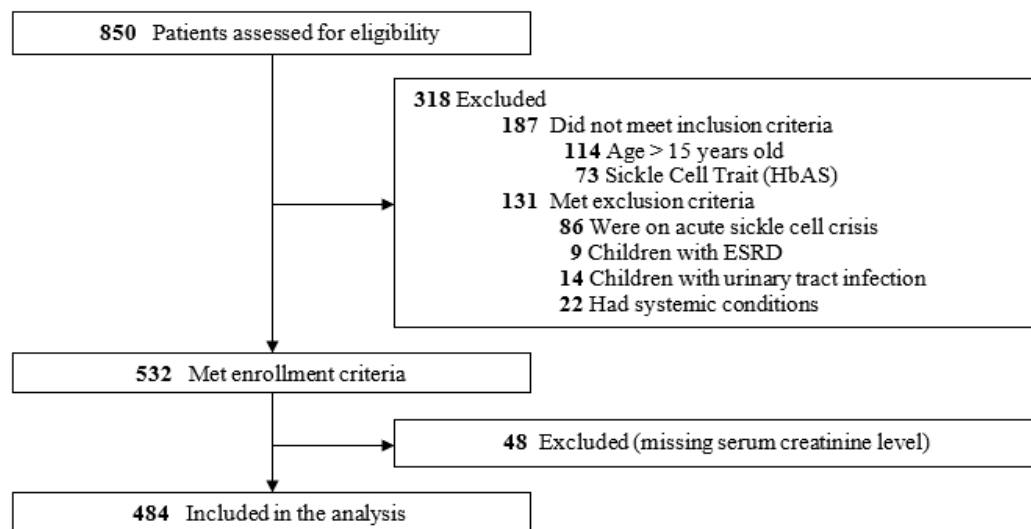 850 Patients assessed for eligibility
318 Excluded
187 Did not meet inclusion criteria
114 Age > 15 years old
73 Sickle Cell Trait (HbAS)
131 Met exclusion criteria
86 Were on acute sickle cell crisis
9 Children with ESRD
14 Children with urinary tract infection
22 Had systemic conditions
532 Met enrollment criteria
48 Excluded (missing serum creatinine level)
484 Included in the analysis